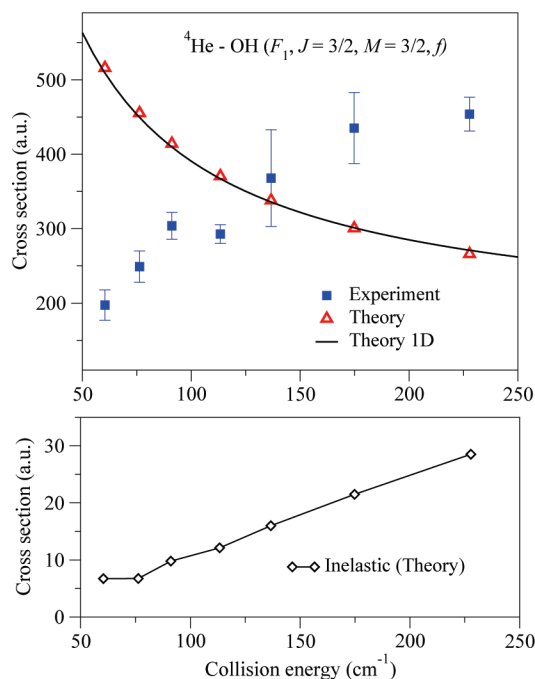 ⁴He - OH (F₁, J = 3/2, M = 3/2, f)
Cross section (a.u.)
500
400
300
200
Experiment
Theory
Theory 1D
50 100 150 200 250
Cross section (a.u.)
30
20
10
0
Inelastic (Theory)
50 100 150 200 250
Collision energy (cm⁻¹)